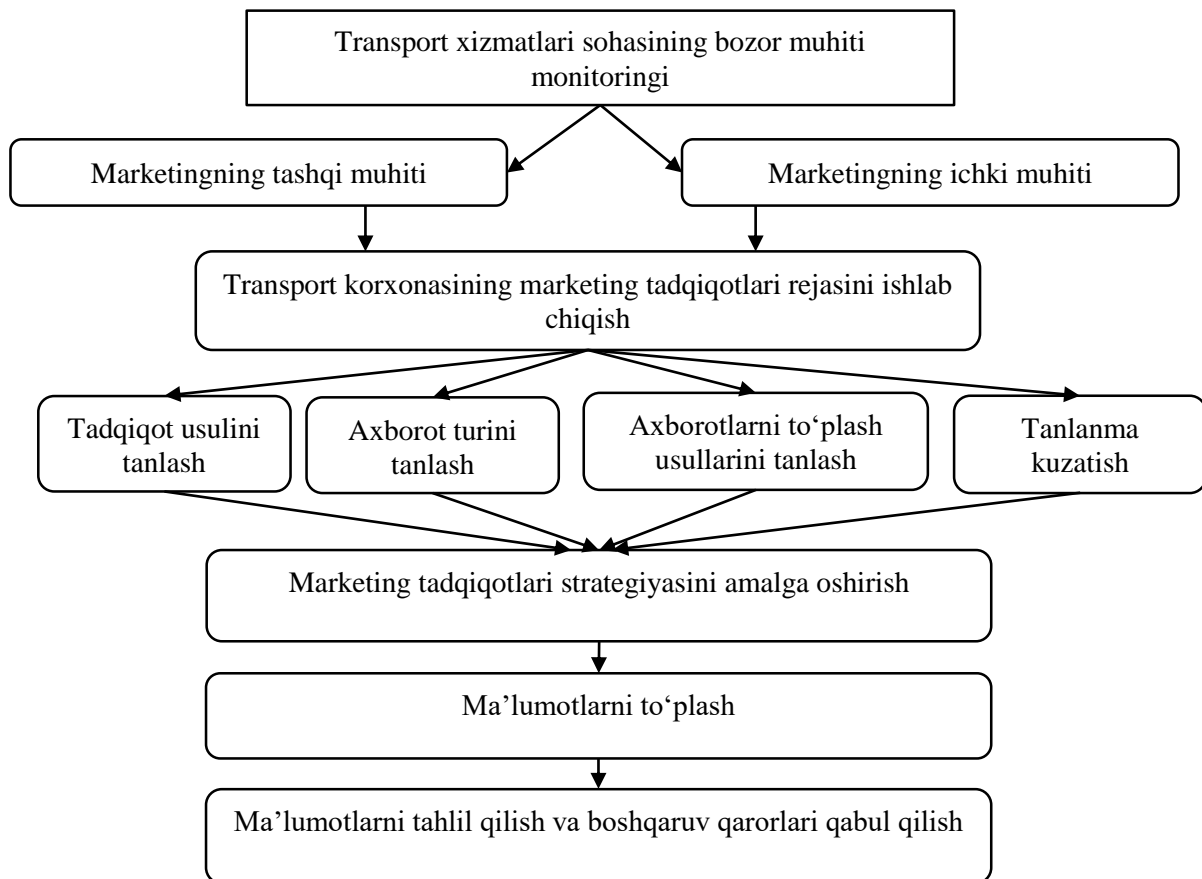 Transport xizmatlari sohasining bozor muhiti
monitoringi
Marketingning tashqi muhiti
Marketingning ichki muhiti
Transport korxonasining marketing tadqiqotlari rejasini ishlab
chiqish
Tadqiqot usulini
tanlash
Axborot turini
tanlash
Axborotlarni to‘plash
usullarini tanlash
Tanlanma
kuzatish
Marketing tadqiqotlari strategiyasini amalga oshirish
Ma’lumotlarni to‘plash
Ma’lumotlarni tahlil qilish va boshqaruv qarorlari qabul qilish